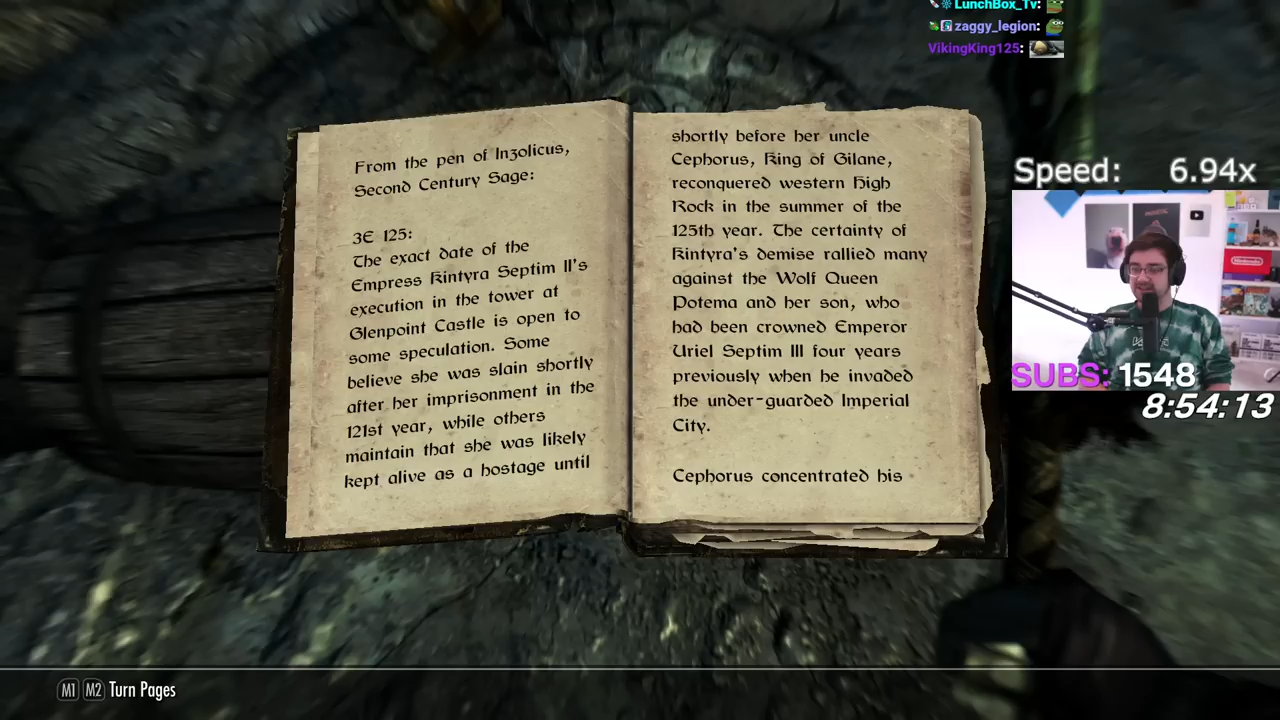 LunchBox_Tv:
zaggy_legion:
VikingKing125:
From the pen of Inzolicus,
Second Century Sage:
3E 125:
The exact date of the
Empress Kintyra Septim II's
execution in the tower at
Glenpoint Castle is open to
some speculation. Some
believe she was slain shortly
after her imprisonment in the
121st year, while others
maintain that she was likely
kept alive as a hostage until
shortly before her uncle
Cephorus, King of Gilane,
reconquered western High
Rock in the summer of the
125th year. The certainty of
Kintyra's demise rallied many
against the Wolf Queen
Potema and her son, who
had been crowned Emperor
Uriel Septim III four years
previously when he invaded
the under-guarded Imperial
City.
Cephorus concentrated his
Speed: 6.94x
Nintendo
SUBS: 1548
8:54:13
M1 M2 Turn Pages